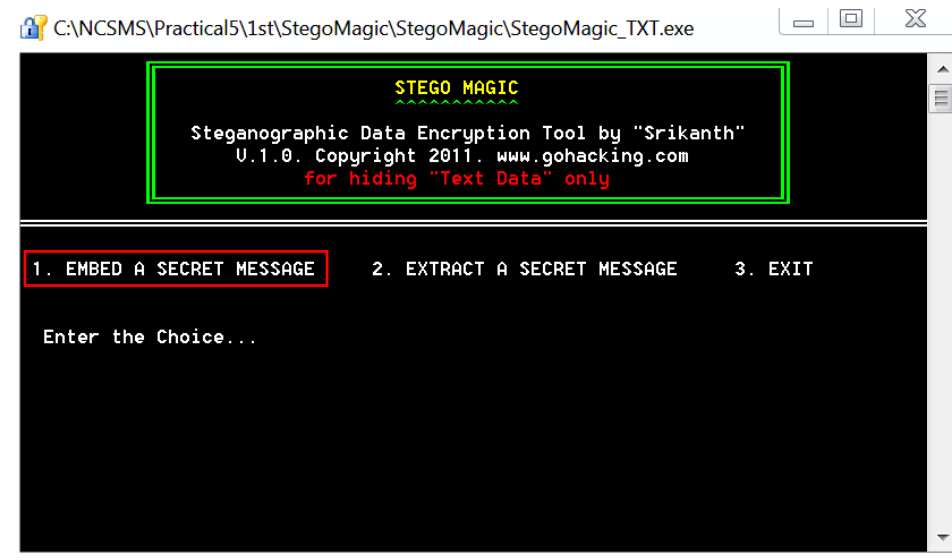 C:\NCSMS\Practical5\1st\StegoMagic\StegoMagic\StegoMagic_TXT.exe
STEGO MAGIC
^^^^^^^^^^^
Steganographic Data Encryption Tool by "Srikanth"
V.1.0. Copyright 2011. www.gohacking.com
for hiding "Text Data" only
1. EMBED A SECRET MESSAGE 2. EXTRACT A SECRET MESSAGE 3. EXIT
Enter the Choice...